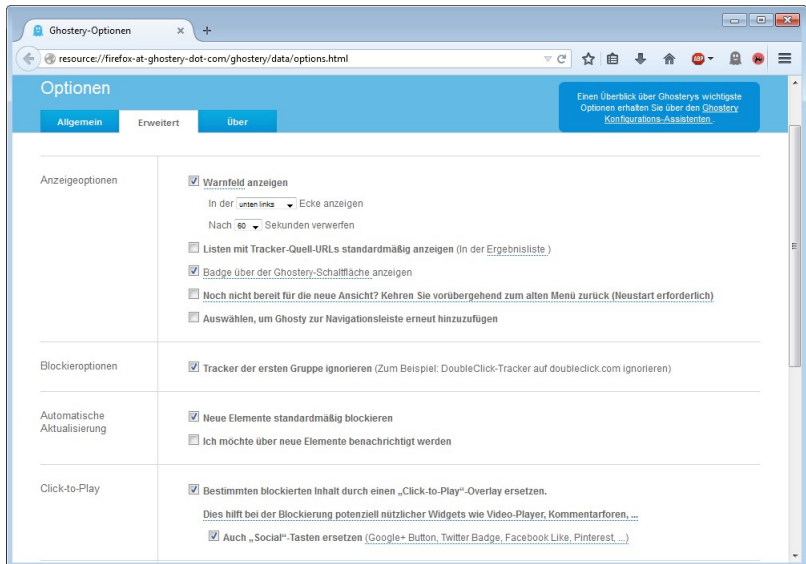 Ghostery-Optionen
resource://firefox-at-ghostery-dot-com/ghostery/data/options.html
ABP
Optionen
Einen Überblick über Ghosterys wichtigste
Optionen erhalten Sie über den Ghostery
Konfigurations-Assistenten .
Allgemein Erweitert Über
Anzeigeoptionen
Warnfeld anzeigen
In der unten links Ecke anzeigen
Nach 60 Sekunden verwerfen
Listen mit Tracker-Quell-URLs standardmäßig anzeigen (In der Ergebnisliste )
Badge über der Ghostery-Schaltfläche anzeigen
Noch nicht bereit für die neue Ansicht? Kehren Sie vorübergehend zum alten Menü zurück (Neustart erforderlich)
Auswählen, um Ghosty zur Navigationsleiste erneut hinzuzufügen
Blockieroptionen
Tracker der ersten Gruppe ignorieren (Zum Beispiel: DoubleClick-Tracker auf doubleclick.com ignorieren)
Automatische
Aktualisierung
Neue Elemente standardmäßig blockieren
Ich möchte über neue Elemente benachrichtigt werden
Click-to-Play
Bestimmten blockierten Inhalt durch einen „Click-to-Play“-Overlay ersetzen.
Dies hilft bei der Blockierung potenziell nützlicher Widgets wie Video-Player, Kommentarforen, ...
Auch „Social“-Tasten ersetzen (Google+ Button, Twitter Badge, Facebook Like, Pinterest, ...)